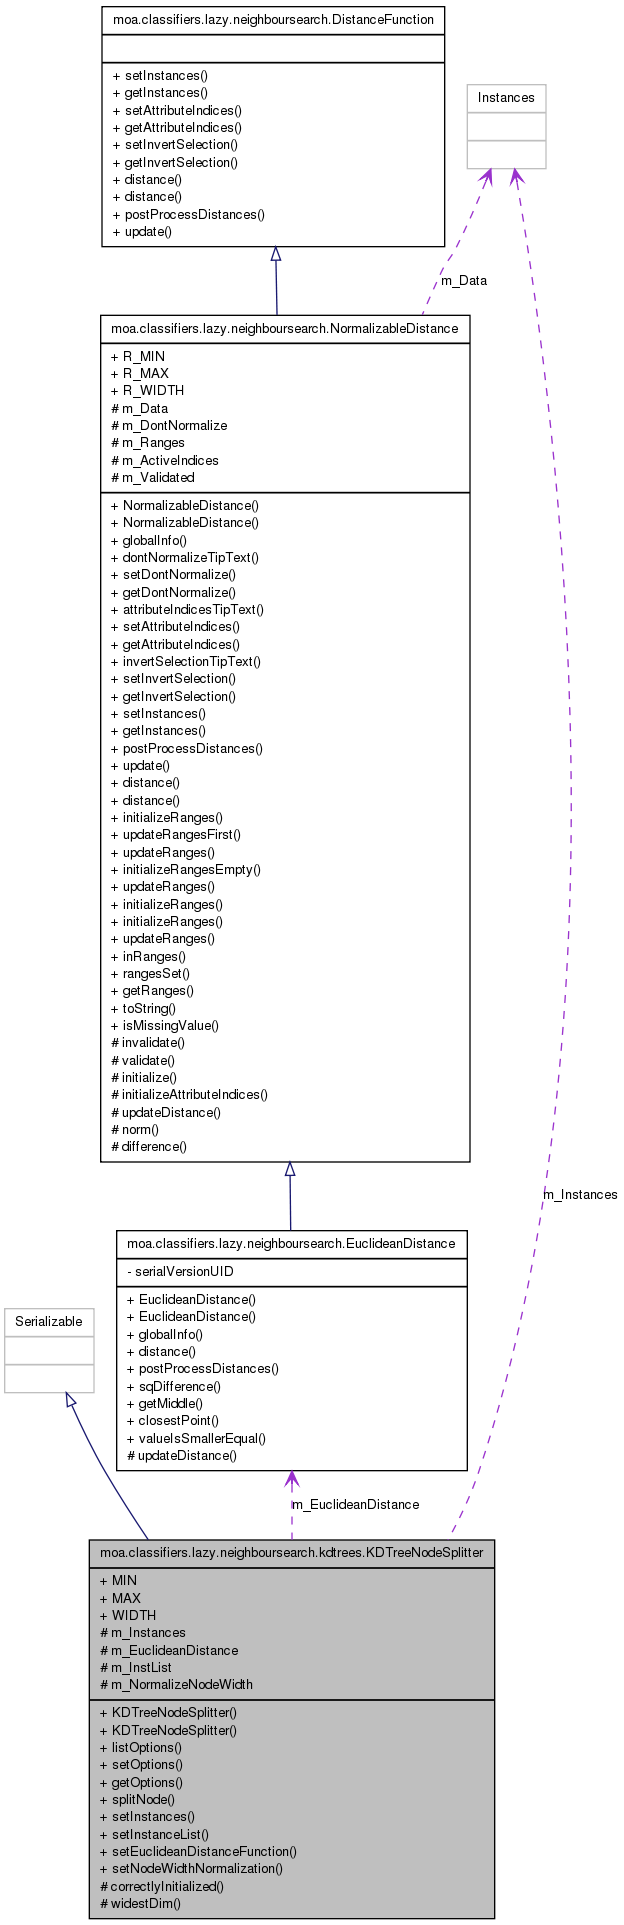 moa.classifiers.lazy.neighboursearch.DistanceFunction
+ setInstances()
+ getInstances()
+ setAttributeIndices()
+ getAttributeIndices()
+ setInvertSelection()
+ getInvertSelection()
+ distance()
+ distance()
+ postProcessDistances()
+ update()
Instances
m_Data
moa.classifiers.lazy.neighboursearch.NormalizableDistance
+ R_MIN
+ R_MAX
+ R_WIDTH
# m_Data
# m_DontNormalize
# m_Ranges
# m_ActiveIndices
# m_Validated
+ NormalizableDistance()
+ NormalizableDistance()
+ globalInfo()
+ dontNormalizeTipText()
+ setDontNormalize()
+ getDontNormalize()
+ attributeIndicesTipText()
+ setAttributeIndices()
+ getAttributeIndices()
+ invertSelectionTipText()
+ setInvertSelection()
+ getInvertSelection()
+ setInstances()
+ getInstances()
+ postProcessDistances()
+ update()
+ distance()
+ distance()
+ initializeRanges()
+ updateRangesFirst()
+ updateRanges()
+ initializeRangesEmpty()
+ updateRanges()
+ initializeRanges()
+ initializeRanges()
+ updateRanges()
+ inRanges()
+ rangesSet()
+ getRanges()
+ toString()
+ isMissingValue()
# invalidate()
# validate()
# initialize()
# initializeAttributeIndices()
# updateDistance()
# norm()
# difference()
m_Instances
moa.classifiers.lazy.neighboursearch.EuclideanDistance
- serialVersionUID
+ EuclideanDistance()
+ EuclideanDistance()
+ globalInfo()
+ distance()
+ postProcessDistances()
+ sqDifference()
+ getMiddle()
+ closestPoint()
+ valueIsSmallerEqual()
# updateDistance()
Serializable
m_EuclideanDistance
moa.classifiers.lazy.neighboursearch.kdtrees.KDTreeNodeSplitter
+ MIN
+ MAX
+ WIDTH
# m_Instances
# m_EuclideanDistance
# m_InstList
# m_NormalizeNodeWidth
+ KDTreeNodeSplitter()
+ KDTreeNodeSplitter()
+ listOptions()
+ setOptions()
+ getOptions()
+ splitNode()
+ setInstances()
+ setInstanceList()
+ setEuclideanDistanceFunction()
+ setNodeWidthNormalization()
# correctlyInitialized()
# widestDim()